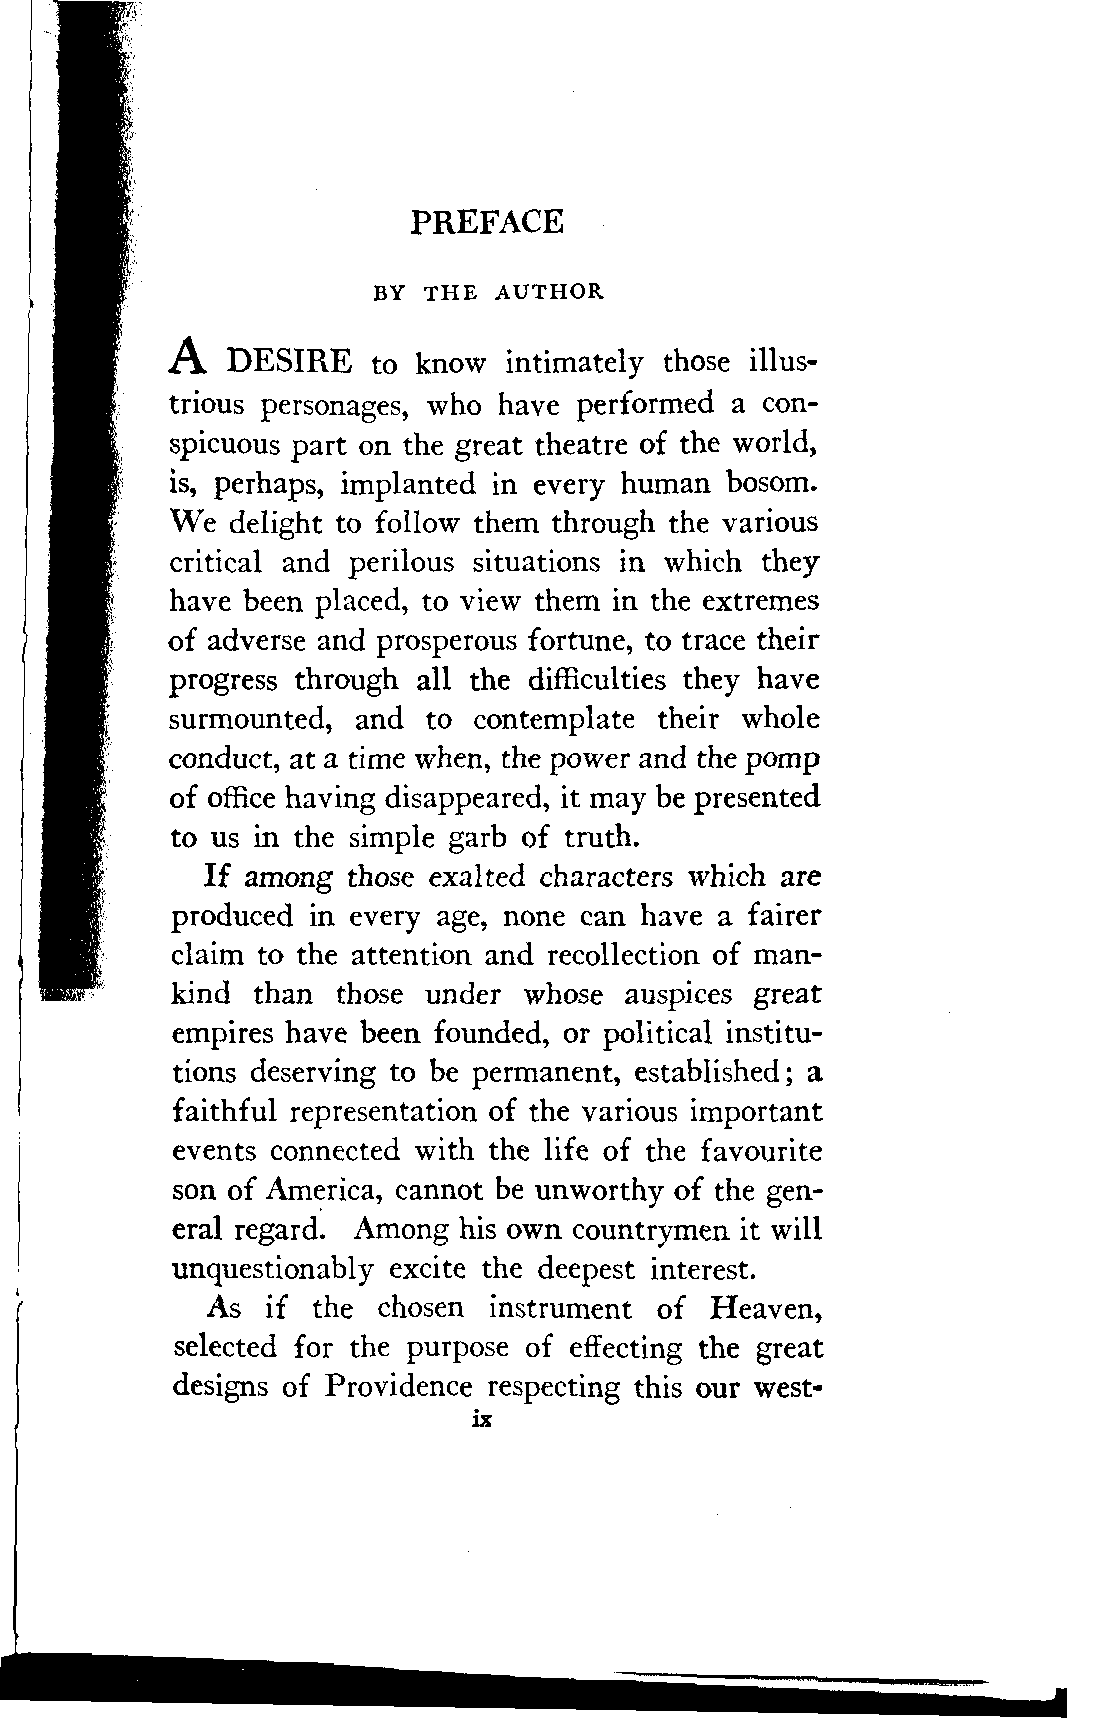 PREFACE
BY THE AUTHOR
A DESIRE to know intimately those illus-
trious personages, who have performed a con-
spicuous part on the great theatre of the world,
is, perhaps, implanted in every human bosom.
We delight to follow them through the various
critical and perilous situations in which they
have been placed, to view them in the extremes
of adverse and prosperous fortune, to trace their
progress through all the difficulties they have
surmounted, and to contemplate their whole
conduct, at a time when, the power and the pomp
of office having disappeared, it may be presented
to us in the simple garb of truth.
If among those exalted characters which are
produced in every age, none can have a fairer
claim to the attention and recollection of man-
kind than those under whose auspices great
empires have been founded, or political institu-
tions deserving to be permanent, established; a
faithful representation of the various important
events connected with the life of the favourite
son of America, cannot be unworthy of the gen-
eral regard. Among his own countrymen it will
unquestionably excite the deepest interest.
As if the chosen instrument of Heaven,
selected for the purpose of effecting the great
designs of Providence respecting this our west-
ix